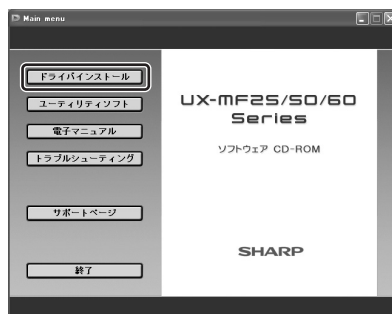 Main menu
ドライバインストール
ユーティリティソフト
電子マニュアル
トラブルシューティング
サポートページ
終了
UX-MF25/50/60
Series
ソフトウェア CD-ROM
SHARP